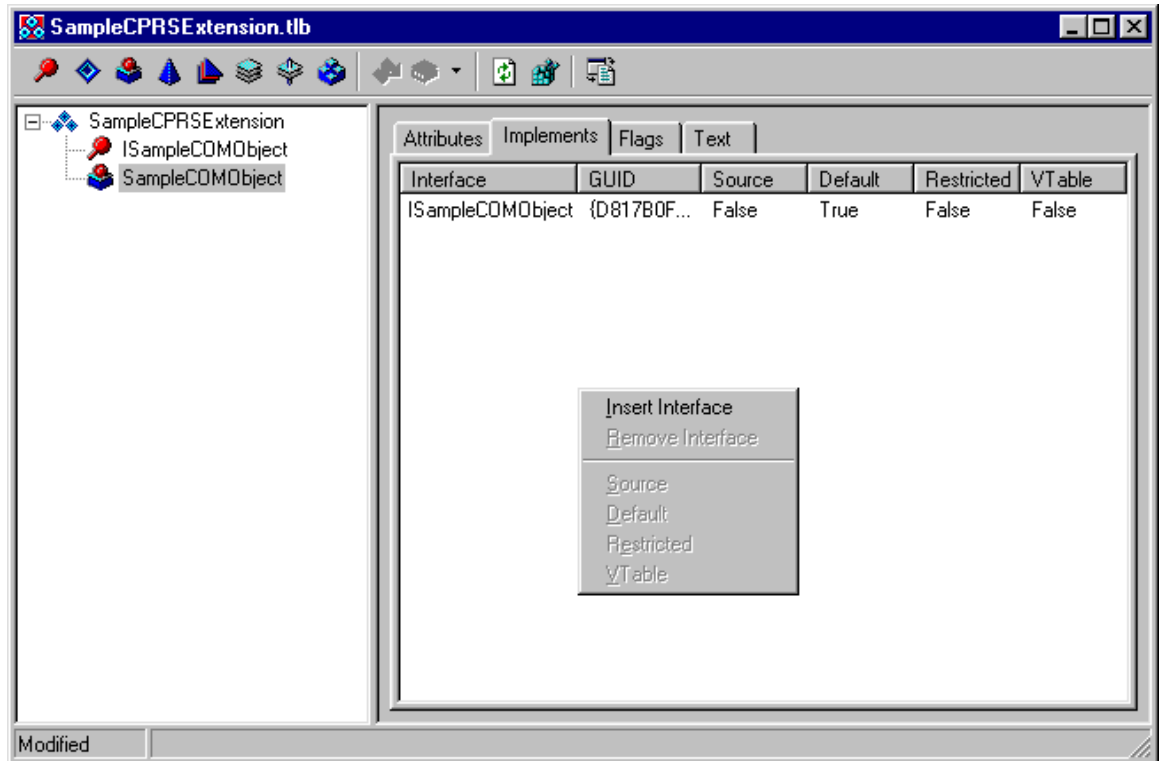 SampleCPRSExtension.tlb
SampleCPRSExtension
ISampleCOMObject
SampleCOMObject
Attributes Implements Flags Text
Interface GUID Source Default Restricted VTable
ISampleCOMObject {D817B0F... False True False False
Insert Interface
Remove Interface
Source
Default
Restricted
VTable
Modified